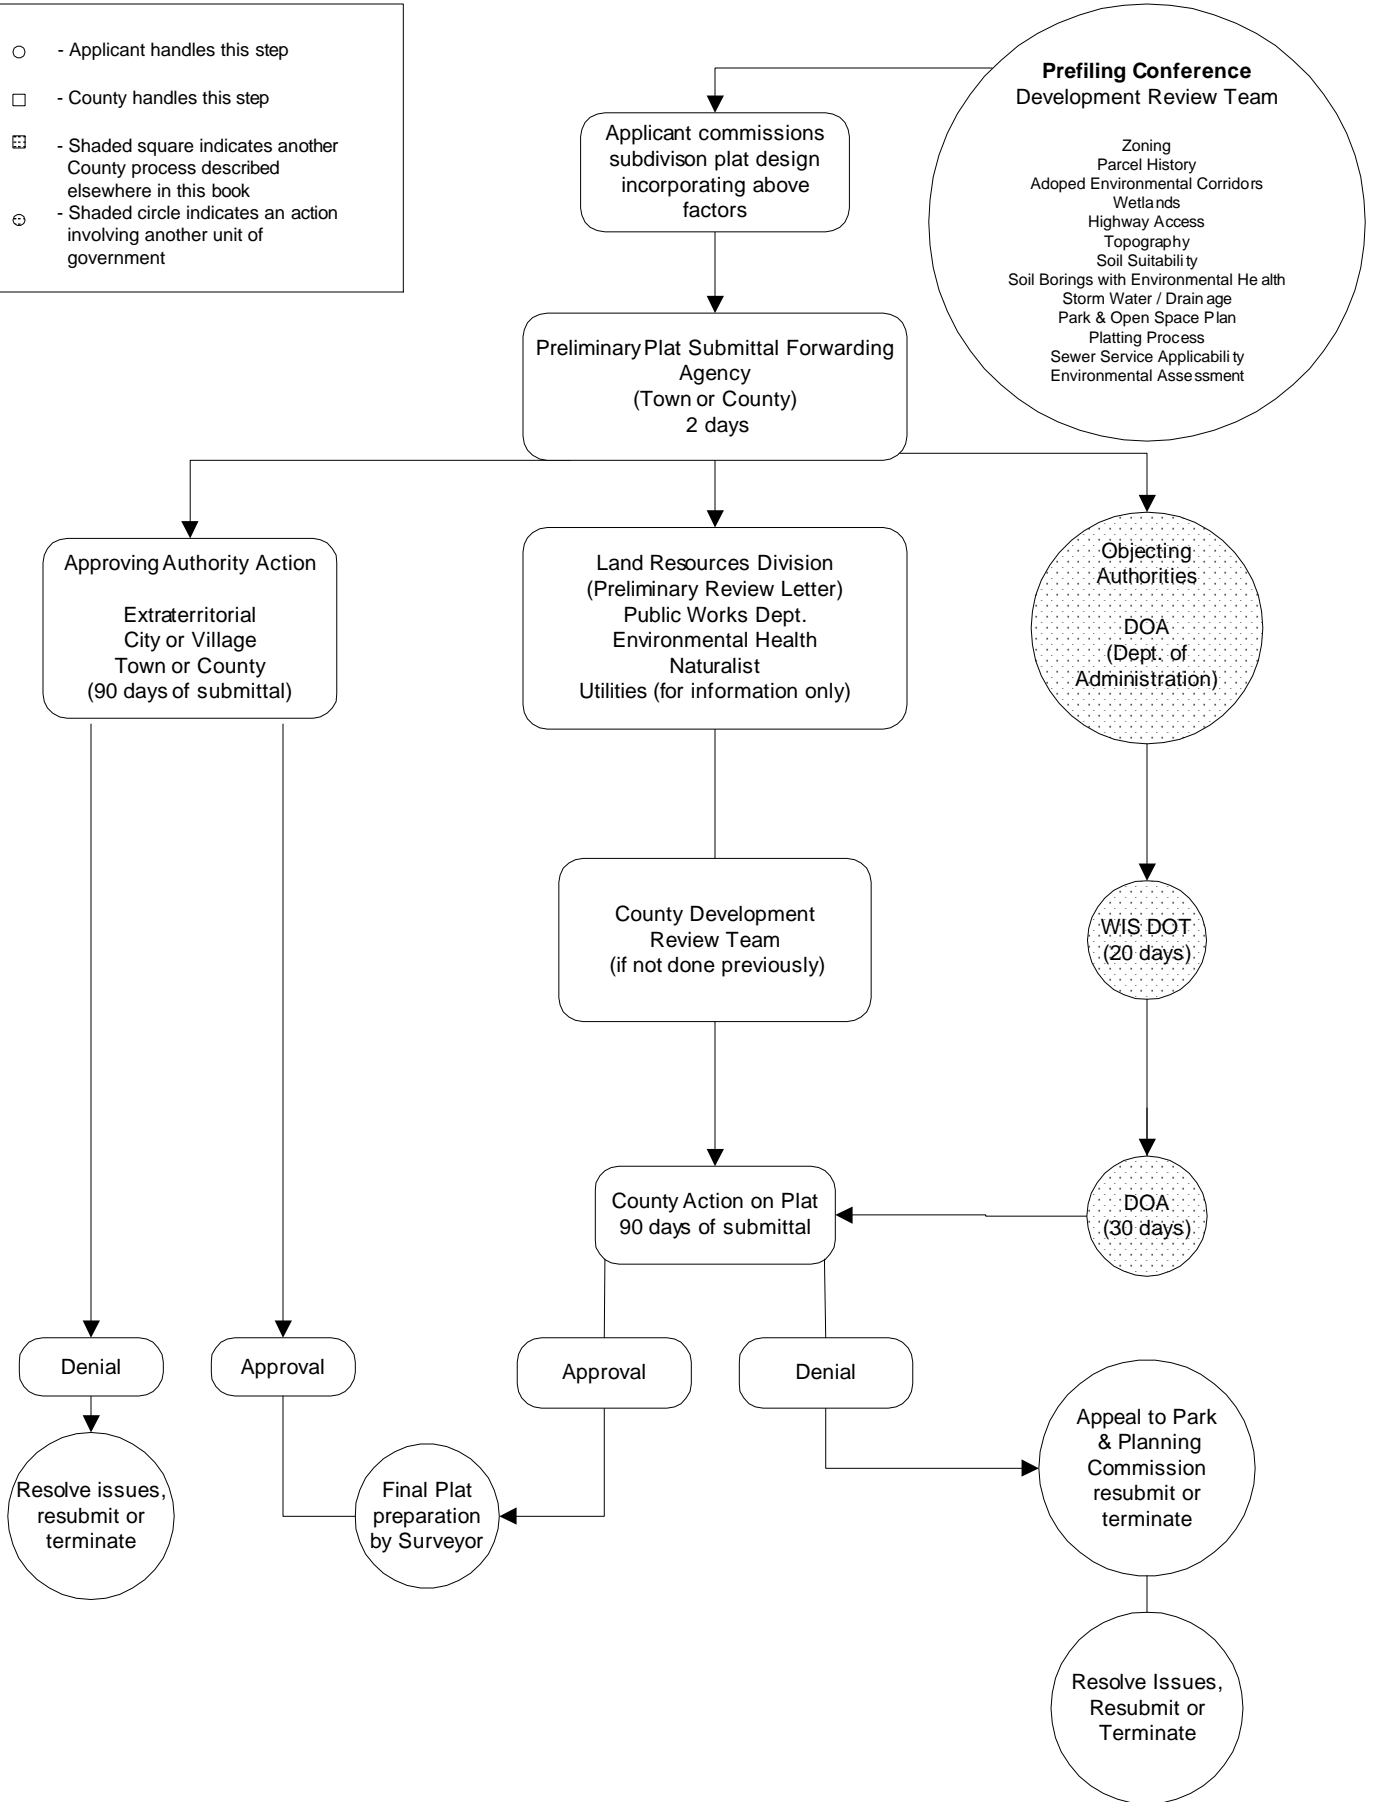 - Applicant handles this step
- County handles this step
- Shaded square indicates another
County process described
elsewhere in this book
- Shaded circle indicates an action
involving another unit of
government
Prefiling Conference
Development Review Team
Zoning
Parcel History
Adoped Environmental Corridors
Wetlands
Highway Access
Topography
Soil Suitability
Soil Borings with Environmental Health
Storm Water / Drainage
Park & Open Space Plan
Platting Process
Sewer Service Applicability
Environmental Assessment
Applicant commissions
subdivison plat design
incorporating above
factors
Preliminary Plat Submittal Forwarding
Agency
(Town or County)
2 days
Approving Authority Action
Extraterritorial
City or Village
Town or County
(90 days of submittal)
Land Resources Division
(Preliminary Review Letter)
Public Works Dept.
Environmental Health
Naturalist
Utilities (for information only)
Objecting
Authorities
DOA
(Dept. of
Administration)
County Development
Review Team
(if not done previously)
WIS DOT
(20 days)
County Action on Plat
90 days of submittal
DOA
(30 days)
Denial
Approval
Approval
Denial
Resolve issues,
resubmit or
terminate
Final Plat
preparation
by Surveyor
Appeal to Park
& Planning
Commission
resubmit or
terminate
Resolve Issues,
Resubmit or
Terminate